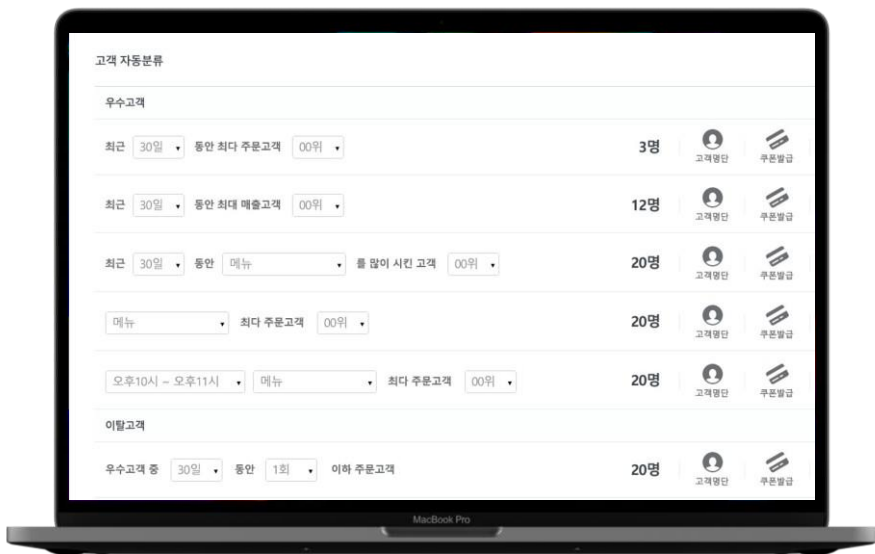 고객 자동분류
우수고객
최근 30일 동안 최다 주문고객 00위 3명 고객명단 쿠폰발급
최근 30일 동안 최대 매출고객 00위 12명 고객명단 쿠폰발급
최근 30일 동안 메뉴 를 많이 시킨 고객 00위 20명 고객명단 쿠폰발급
메뉴 최다 주문고객 00위 20명 고객명단 쿠폰발급
오후10시 ~ 오후11시 메뉴 최다 주문고객 00위 20명 고객명단 쿠폰발급
이탈고객
우수고객 중 30일 동안 1회 이하 주문고객 20명 고객명단 쿠폰발급
MacBook Pro